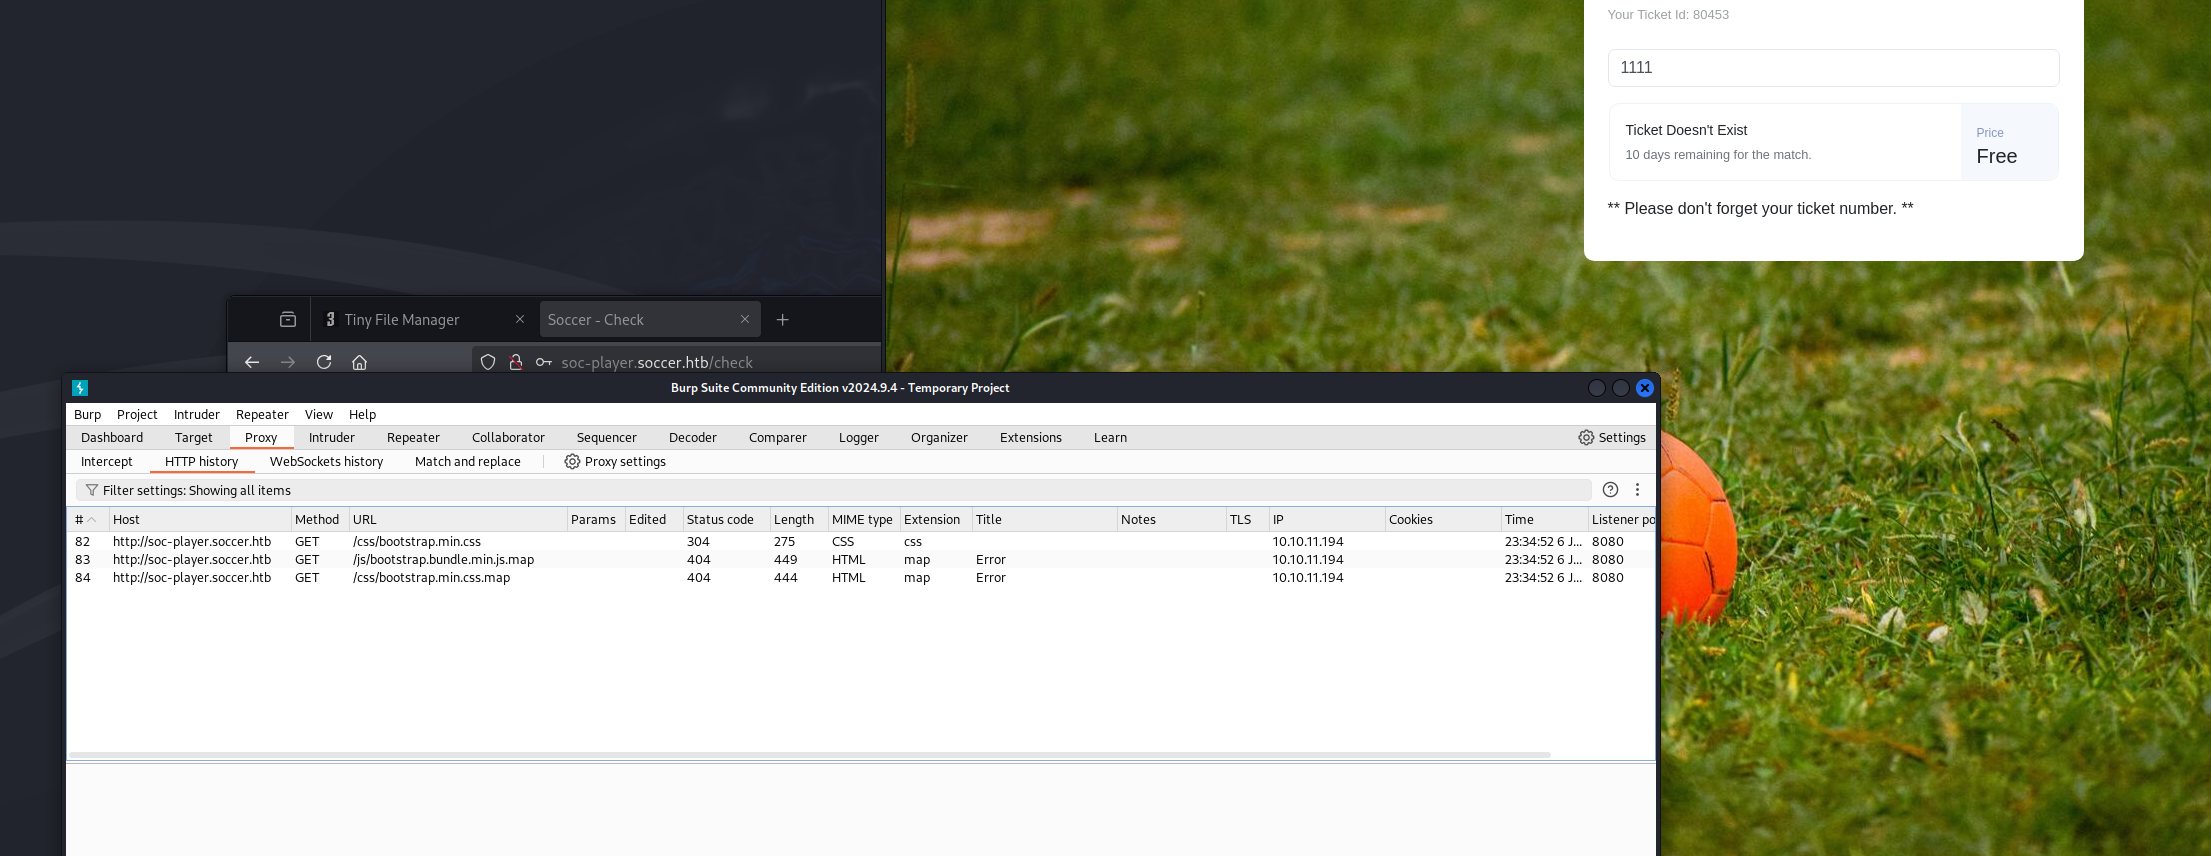 Your Ticket Id: 80453
1111
Ticket Doesn't Exist
10 days remaining for the match.
Price
Free
** Please don't forget your ticket number. **
Tiny File Manager
Soccer - Check
soc-player.soccer.htb/check
Burp Suite Community Edition v2024.9.4 - Temporary Project
Burp Project Intruder Repeater View Help
Dashboard Target Proxy Intruder Repeater Collaborator Sequencer Decoder Comparer Logger Organizer Extensions Learn Settings
Intercept HTTP history WebSockets history Match and replace Proxy settings
Filter settings: Showing all items
# Host Method URL Params Edited Status code Length MIME type Extension Title Notes TLS IP Cookies Time Listener po
82 http://soc-player.soccer.htb GET /css/bootstrap.min.css 304 275 CSS css 10.10.11.194 23:34:52 6 J... 8080
83 http://soc-player.soccer.htb GET /js/bootstrap.bundle.min.js.map 404 449 HTML map Error 10.10.11.194 23:34:52 6 J... 8080
84 http://soc-player.soccer.htb GET /css/bootstrap.min.css.map 404 444 HTML map Error 10.10.11.194 23:34:52 6 J... 8080